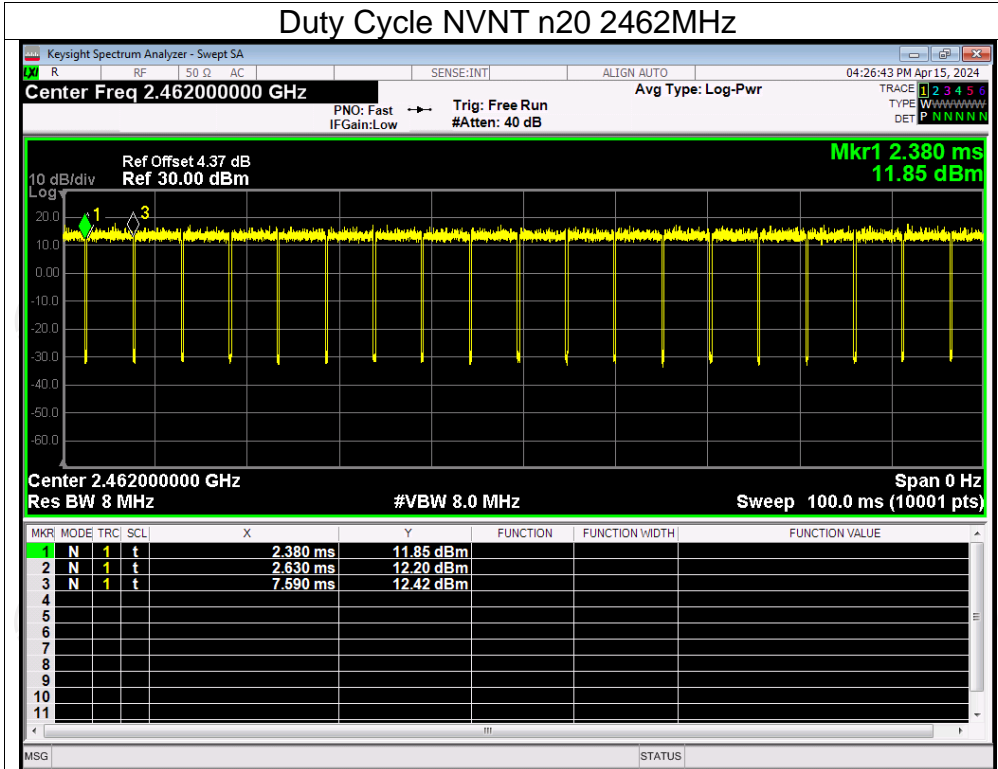 Duty Cycle NVNT n20 2462MHz
Keysight Spectrum Analyzer - Swept SA
LXI R RF 50 Ω AC SENSE:INT ALIGN AUTO 04:26:43 PM Apr 15, 2024
Center Freq 2.462000000 GHz Avg Type: Log-Pwr TRACE 1 2 3 4 5 6
PNO: Fast Trig: Free Run TYPE WWWWWW
IFGain:Low #Atten: 40 dB DET P N N N N N
Mkr1 2.380 ms
11.85 dBm
Ref Offset 4.37 dB
10 dB/div Ref 30.00 dBm
Log
1 3
20.0
10.0
0.00
-10.0
-20.0
-30.0
-40.0
-50.0
-60.0
Center 2.462000000 GHz Span 0 Hz
Res BW 8 MHz #VBW 8.0 MHz Sweep 100.0 ms (10001 pts)
MKR MODE TRC SCL X Y FUNCTION FUNCTION WIDTH FUNCTION VALUE
1 N 1 t 2.380 ms 11.85 dBm
2 N 1 t 2.630 ms 12.20 dBm
3 N 1 t 7.590 ms 12.42 dBm
4
5
6
7
8
9
10
11
MSG STATUS